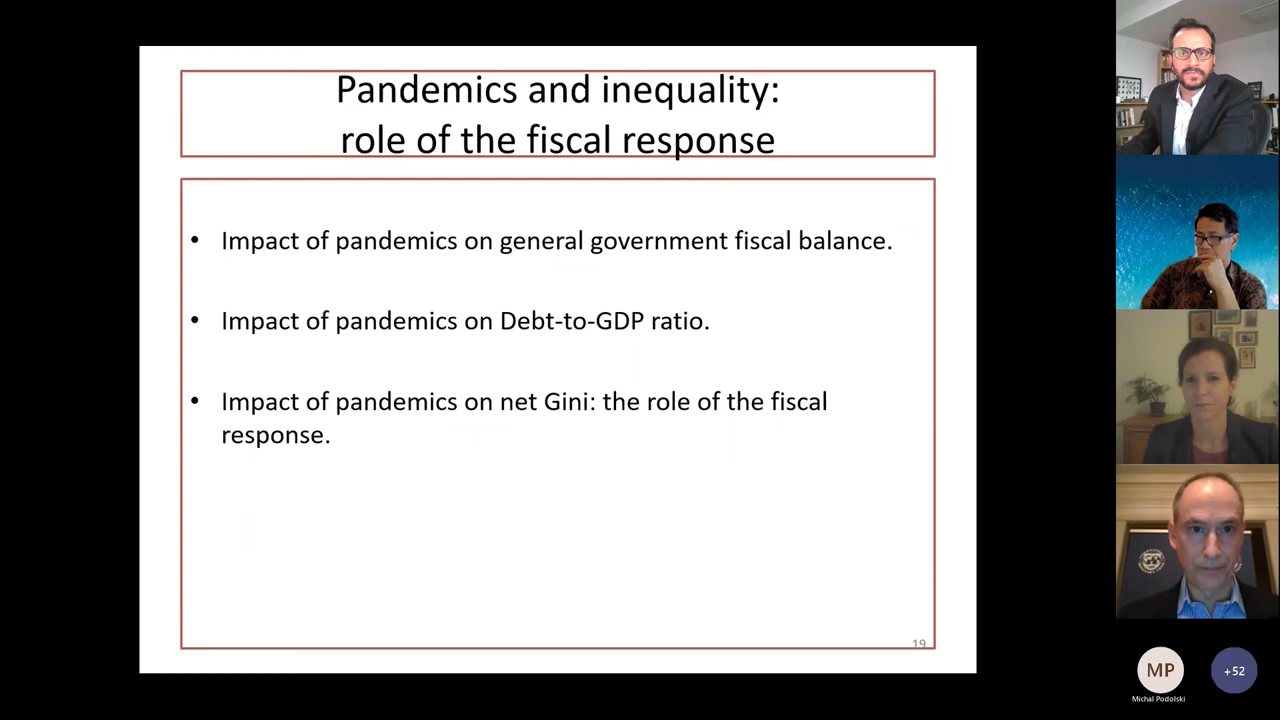 Pandemics and inequality:
role of the fiscal response
• Impact of pandemics on general government fiscal balance.
• Impact of pandemics on Debt-to-GDP ratio.
• Impact of pandemics on net Gini: the role of the fiscal
response.
19
MP
+52
Michal Podolski